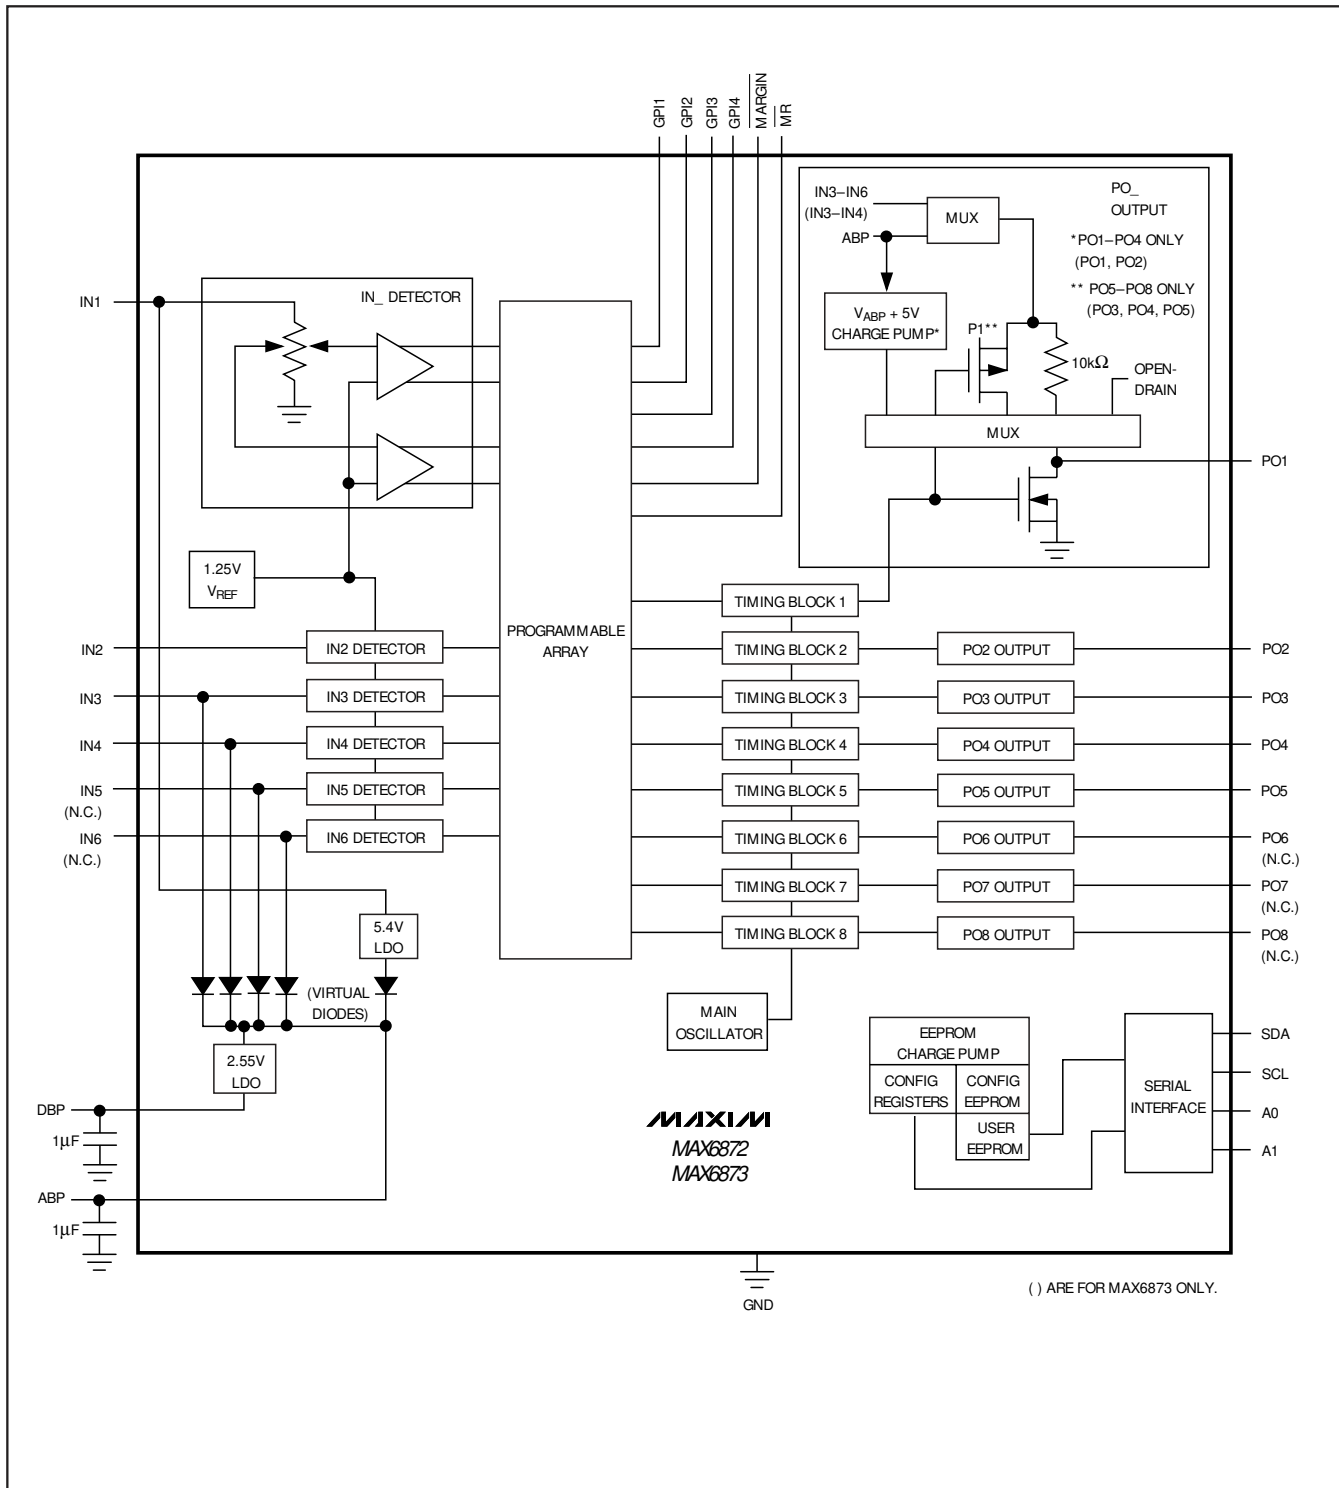 GPI1
GPI2
GPI3
GPI4
MARGIN
MR
IN3–IN6
(IN3–IN4)
MUX
PO_
OUTPUT
ABP
*PO1–PO4 ONLY
(PO1, PO2)
** PO5–PO8 ONLY
(PO3, PO4, PO5)
IN1
IN_ DETECTOR
VABP + 5V
CHARGE PUMP*
P1**
10kΩ
OPEN-
DRAIN
MUX
PO1
1.25V
VREF
PROGRAMMABLE
ARRAY
TIMING BLOCK 1
IN2
IN2 DETECTOR
TIMING BLOCK 2
PO2 OUTPUT
PO2
IN3
IN3 DETECTOR
TIMING BLOCK 3
PO3 OUTPUT
PO3
IN4
IN4 DETECTOR
TIMING BLOCK 4
PO4 OUTPUT
PO4
IN5
(N.C.)
IN5 DETECTOR
TIMING BLOCK 5
PO5 OUTPUT
PO5
IN6
(N.C.)
IN6 DETECTOR
TIMING BLOCK 6
PO6 OUTPUT
PO6
(N.C.)
TIMING BLOCK 7
PO7 OUTPUT
PO7
(N.C.)
5.4V
LDO
TIMING BLOCK 8
PO8 OUTPUT
PO8
(N.C.)
(VIRTUAL
DIODES)
MAIN
OSCILLATOR
2.55V
LDO
EEPROM
CHARGE PUMP
CONFIG
REGISTERS
CONFIG
EEPROM
USER
EEPROM
SERIAL
INTERFACE
SDA
SCL
A0
A1
DBP
1µF
ABP
1µF
MAXIM
MAX6872
MAX6873
GND
( ) ARE FOR MAX6873 ONLY.